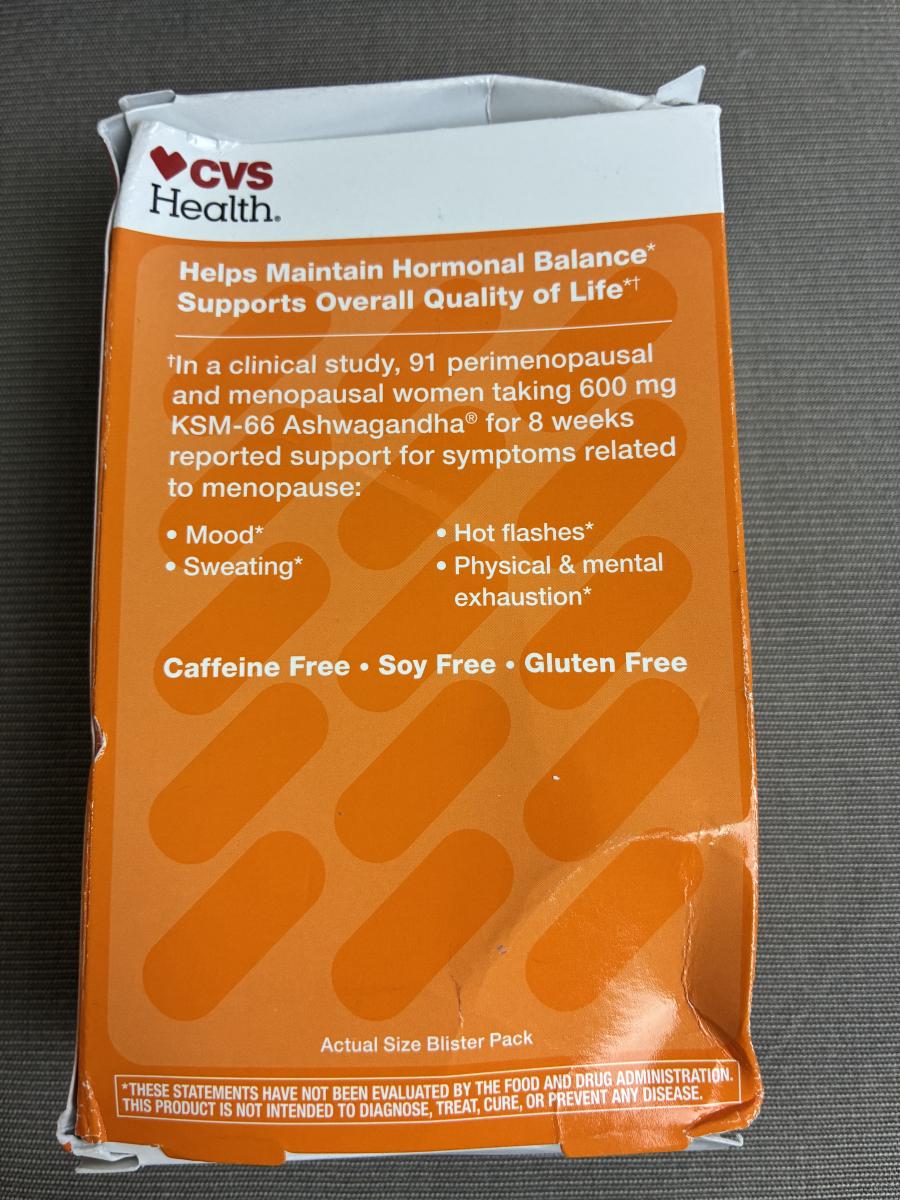 CVS
Health®
Helps Maintain Hormonal Balance*
Supports Overall Quality of Life*†
†In a clinical study, 91 perimenopausal
and menopausal women taking 600 mg
KSM-66 Ashwagandha® for 8 weeks
reported support for symptoms related
to menopause:
• Mood*
• Sweating*
• Hot flashes*
• Physical & mental
exhaustion*
Caffeine Free • Soy Free • Gluten Free
Actual Size Blister Pack
*THESE STATEMENTS HAVE NOT BEEN EVALUATED BY THE FOOD AND DRUG ADMINISTRATION.
THIS PRODUCT IS NOT INTENDED TO DIAGNOSE, TREAT, CURE, OR PREVENT ANY DISEASE.